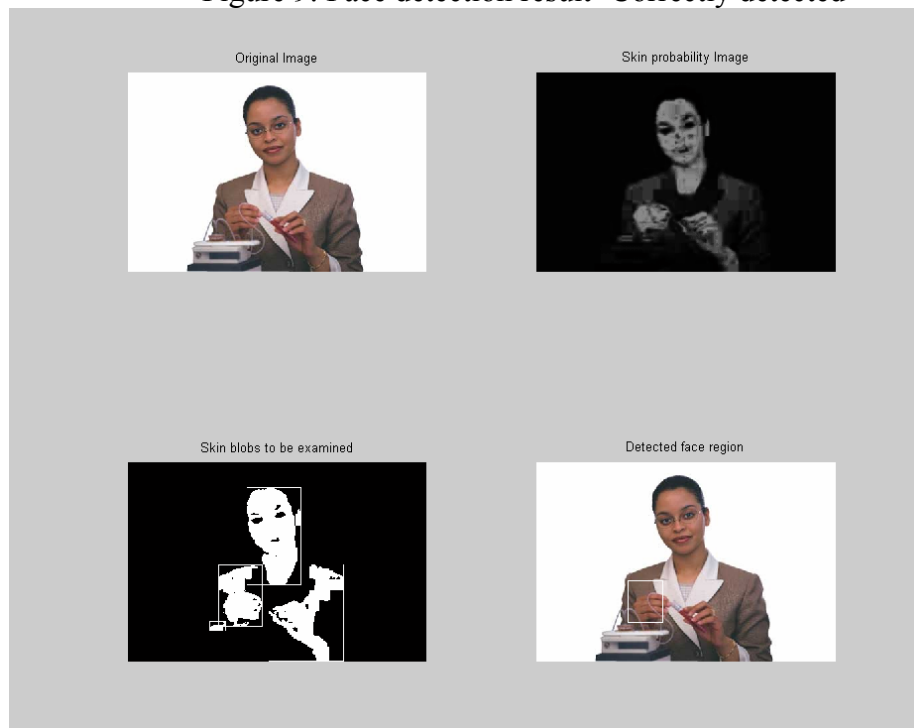 Figure 9. Face detection result- Correctly detected
Original Image
Skin probability Image
Skin blobs to be examined
Detected face region